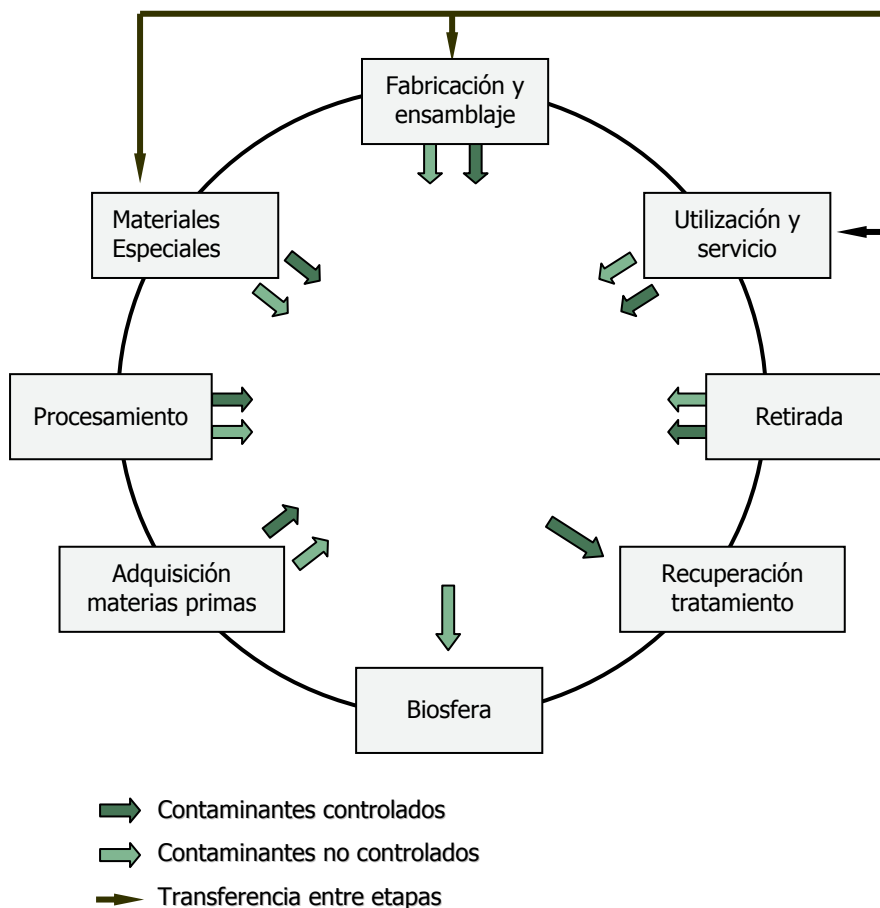 Fabricación y
ensamblaje
Materiales
Especiales
Utilización y
servicio
Procesamiento
Retirada
Adquisición
materias primas
Recuperación
tratamiento
Biosfera
Contaminantes controlados
Contaminantes no controlados
Transferencia entre etapas